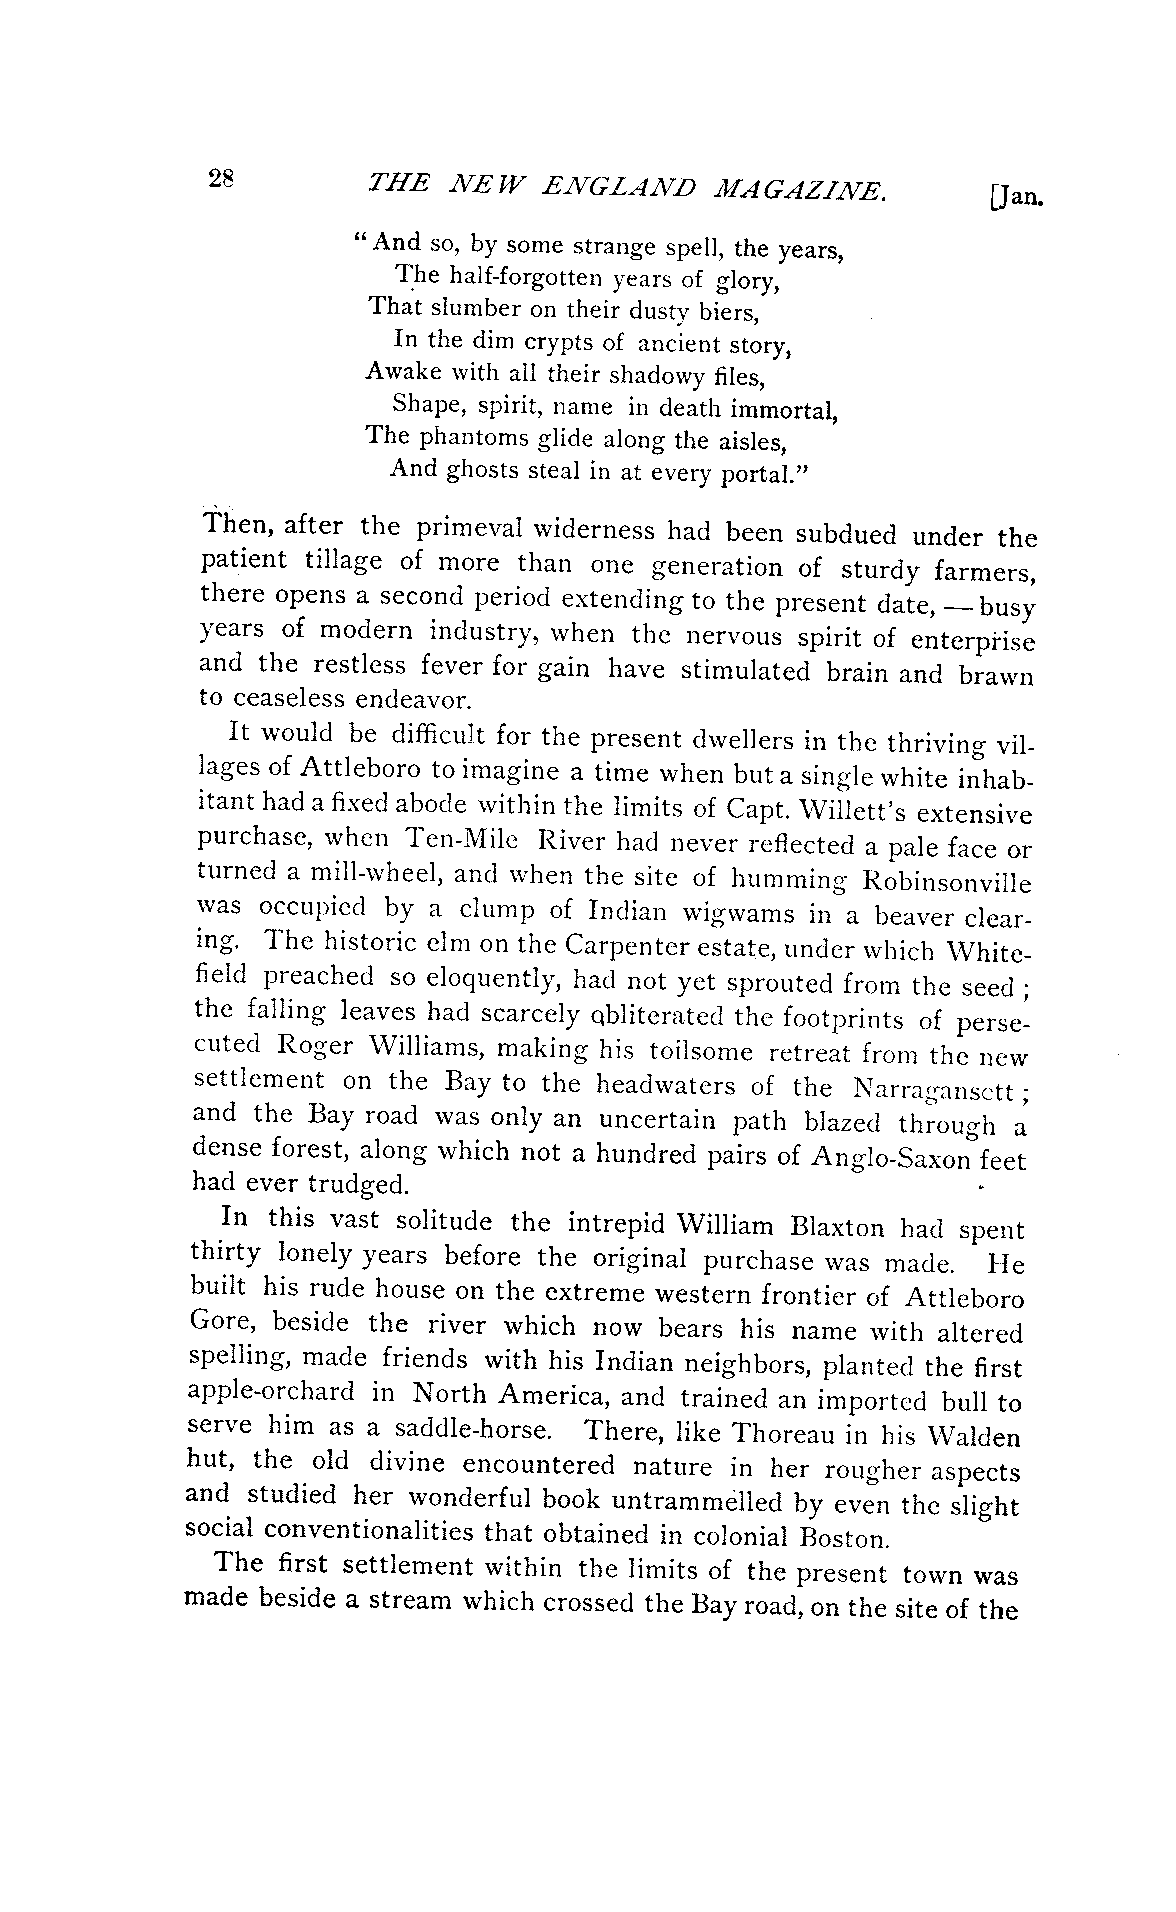 28 THE NEW ENGLAND MAGAZINE. [Jan.
"And so, by some strange spell, the years,
The half-forgotten years of glory,
That slumber on their dusty biers,
In the dim crypts of ancient story,
Awake with all their shadowy files,
Shape, spirit, name in death immortal,
The phantoms glide along the aisles,
And ghosts steal in at every portal."
Then, after the primeval widerness had been subdued under the
patient tillage of more than one generation of sturdy farmers,
there opens a second period extending to the present date, — busy
years of modern industry, when the nervous spirit of enterprise
and the restless fever for gain have stimulated brain and brawn
to ceaseless endeavor.
It would be difficult for the present dwellers in the thriving vil-
lages of Attleboro to imagine a time when but a single white inhab-
itant had a fixed abode within the limits of Capt. Willett's extensive
purchase, when Ten-Mile River had never reflected a pale face or
turned a mill-wheel, and when the site of humming Robinsonville
was occupied by a clump of Indian wigwams in a beaver clear-
ing. The historic elm on the Carpenter estate, under which White-
field preached so eloquently, had not yet sprouted from the seed ;
the falling leaves had scarcely obliterated the footprints of perse-
cuted Roger Williams, making his toilsome retreat from the new
settlement on the Bay to the headwaters of the Narragansett ;
and the Bay road was only an uncertain path blazed through a
dense forest, along which not a hundred pairs of Anglo-Saxon feet
had ever trudged.
In this vast solitude the intrepid William Blaxton had spent
thirty lonely years before the original purchase was made. He
built his rude house on the extreme western frontier of Attleboro
Gore, beside the river which now bears his name with altered
spelling, made friends with his Indian neighbors, planted the first
apple-orchard in North America, and trained an imported bull to
serve him as a saddle-horse. There, like Thoreau in his Walden
hut, the old divine encountered nature in her rougher aspects
and studied her wonderful book untrammelled by even the slight
social conventionalities that obtained in colonial Boston.
The first settlement within the limits of the present town was
made beside a stream which crossed the Bay road, on the site of the